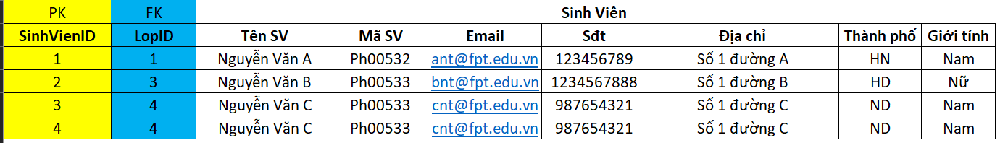 PK FK Sinh Viên
SinhVienID LopID Tên SV Mã SV Email Sđt Địa chỉ Thành phố Giới tính
1 1 Nguyễn Văn A Ph00532 ant@fpt.edu.vn 123456789 Số 1 đường A HN Nam
2 3 Nguyễn Văn B Ph00533 bnt@fpt.edu.vn 1234567888 Số 1 đường B HD Nữ
3 4 Nguyễn Văn C Ph00533 cnt@fpt.edu.vn 987654321 Số 1 đường C ND Nam
4 4 Nguyễn Văn C Ph00533 cnt@fpt.edu.vn 987654321 Số 1 đường C ND Nam